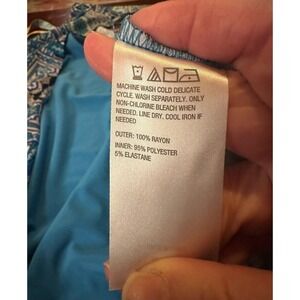 MACHINE WASH COLD DELICATE
CYCLE. WASH SEPARATELY. ONLY
NON-CHLORINE BLEACH WHEN
NEEDED. LINE DRY. COOL IRON IF
NEEDED
OUTER: 100% RAYON
INNER: 95% POLYESTER
5% ELASTANE